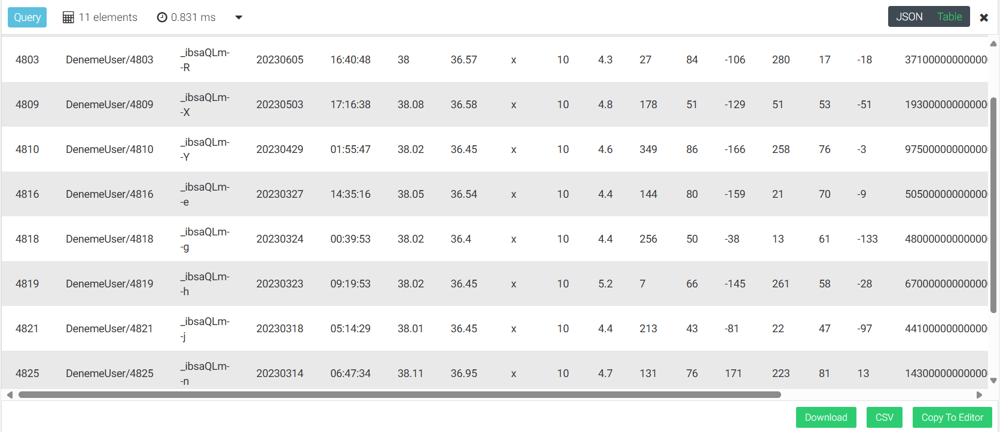 Query 11 elements 0.831 ms JSON Table
4803 DenemeUser/4803 _ibsaQLm--R 20230605 16:40:48 38 36.57 x 10 4.3 27 84 -106 280 17 -18 37100000000000
4809 DenemeUser/4809 _ibsaQLm--X 20230503 17:16:38 38.08 36.58 x 10 4.8 178 51 -129 51 53 -51 19300000000000
4810 DenemeUser/4810 _ibsaQLm--Y 20230429 01:55:47 38.02 36.45 x 10 4.6 349 86 -166 258 76 -3 97500000000000
4816 DenemeUser/4816 _ibsaQLm--e 20230327 14:35:16 38.05 36.54 x 10 4.4 144 80 -159 21 70 -9 50500000000000
4818 DenemeUser/4818 _ibsaQLm--g 20230324 00:39:53 38.02 36.4 x 10 4.4 256 50 -38 13 61 -133 48000000000000
4819 DenemeUser/4819 _ibsaQLm--h 20230323 09:19:53 38.02 36.45 x 10 5.2 7 66 -145 261 58 -28 67000000000000
4821 DenemeUser/4821 _ibsaQLm--j 20230318 05:14:29 38.01 36.45 x 10 4.4 213 43 -81 22 47 -97 44100000000000
4825 DenemeUser/4825 _ibsaQLm--n 20230314 06:47:34 38.11 36.95 x 10 4.7 131 76 171 223 81 13 14300000000000
Download CSV Copy To Editor